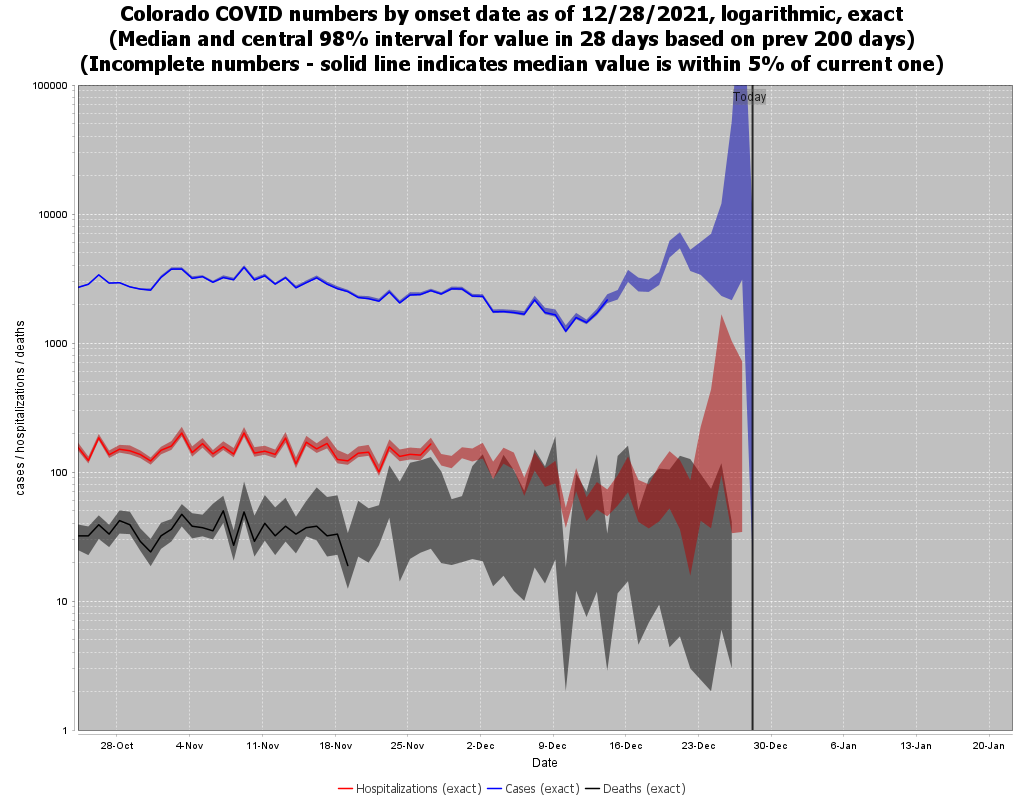 Colorado COVID numbers by onset date as of 12/28/2021, logarithmic, exact
(Median and central 98% interval for value in 28 days based on prev 200 days)
(Incomplete numbers - solid line indicates median value is within 5% of current one)
Today
cases / hospitalizations / deaths
100000
10000
1000
100
10
1
28-Oct 4-Nov 11-Nov 18-Nov 25-Nov 2-Dec 9-Dec 16-Dec 23-Dec 30-Dec 6-Jan 13-Jan 20-Jan
Date
Hospitalizations (exact) Cases (exact) Deaths (exact)